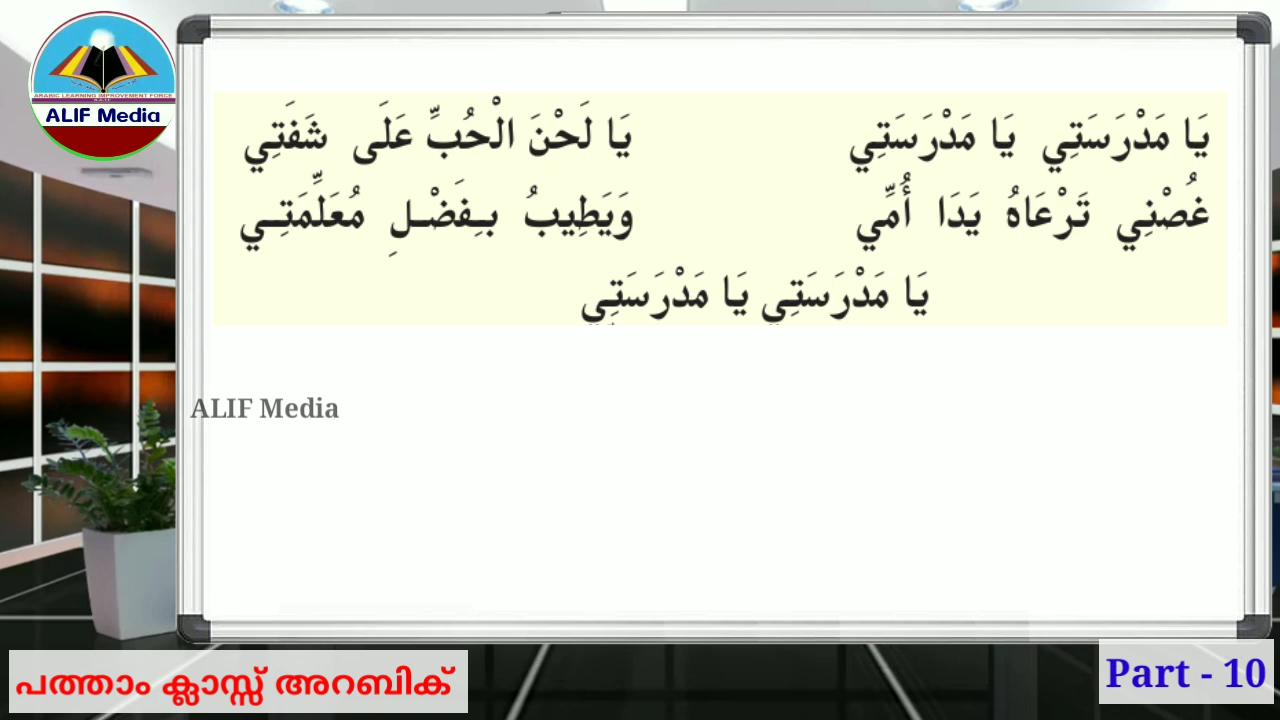 ARABIC LEARNING IMPROVEMENT FORCE
ALIF Media
يَا مَدْرَسَتِي يَا مَدْرَسَتِي يَا لَحْنَ الْحُبِّ عَلَى شَفَتِي
غُصْنِي تَرْعَاهُ يَدَا أُمِّي وَيَطِيبُ بِفَضْلِ مُعَلِّمَتِي
يَا مَدْرَسَتِي يَا مَدْرَسَتِي
ALIF Media
പത്താം ക്ലാസ്സ് അറബിക്
Part - 10